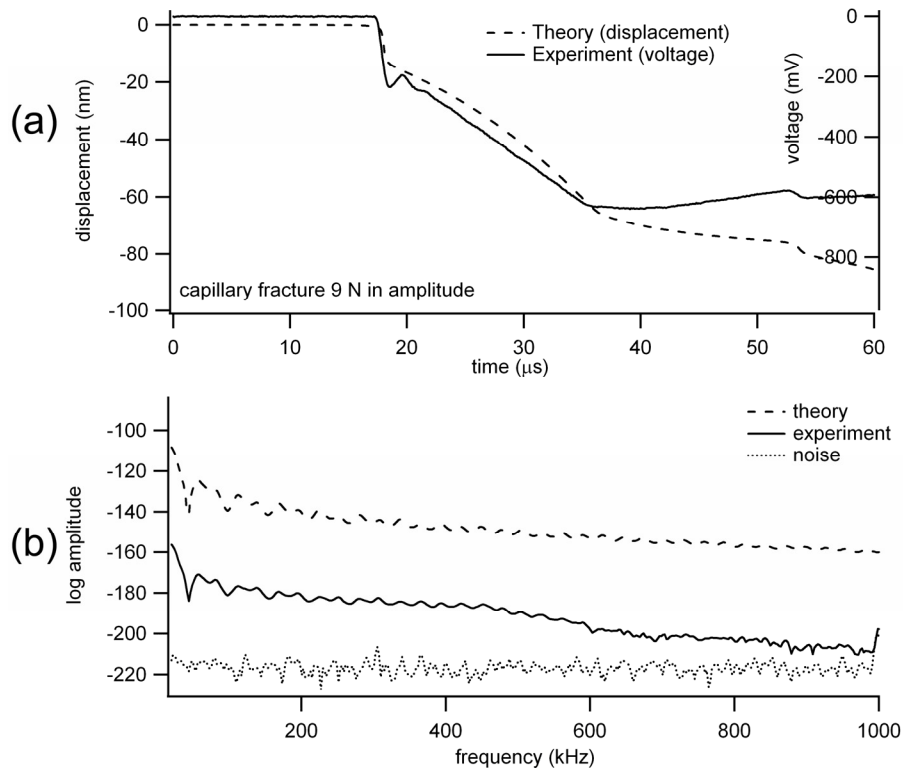 (a)
displacement (nm)
0
-20
-40
-60
-80
-100
Theory (displacement)
Experiment (voltage)
voltage (mV)
0
-200
-400
-600
-800
capillary fracture 9 N in amplitude
0 10 20 30 40 50 60
time (μs)
(b)
log amplitude
-100
-120
-140
-160
-180
-200
-220
theory
experiment
noise
200 400 600 800 1000
frequency (kHz)